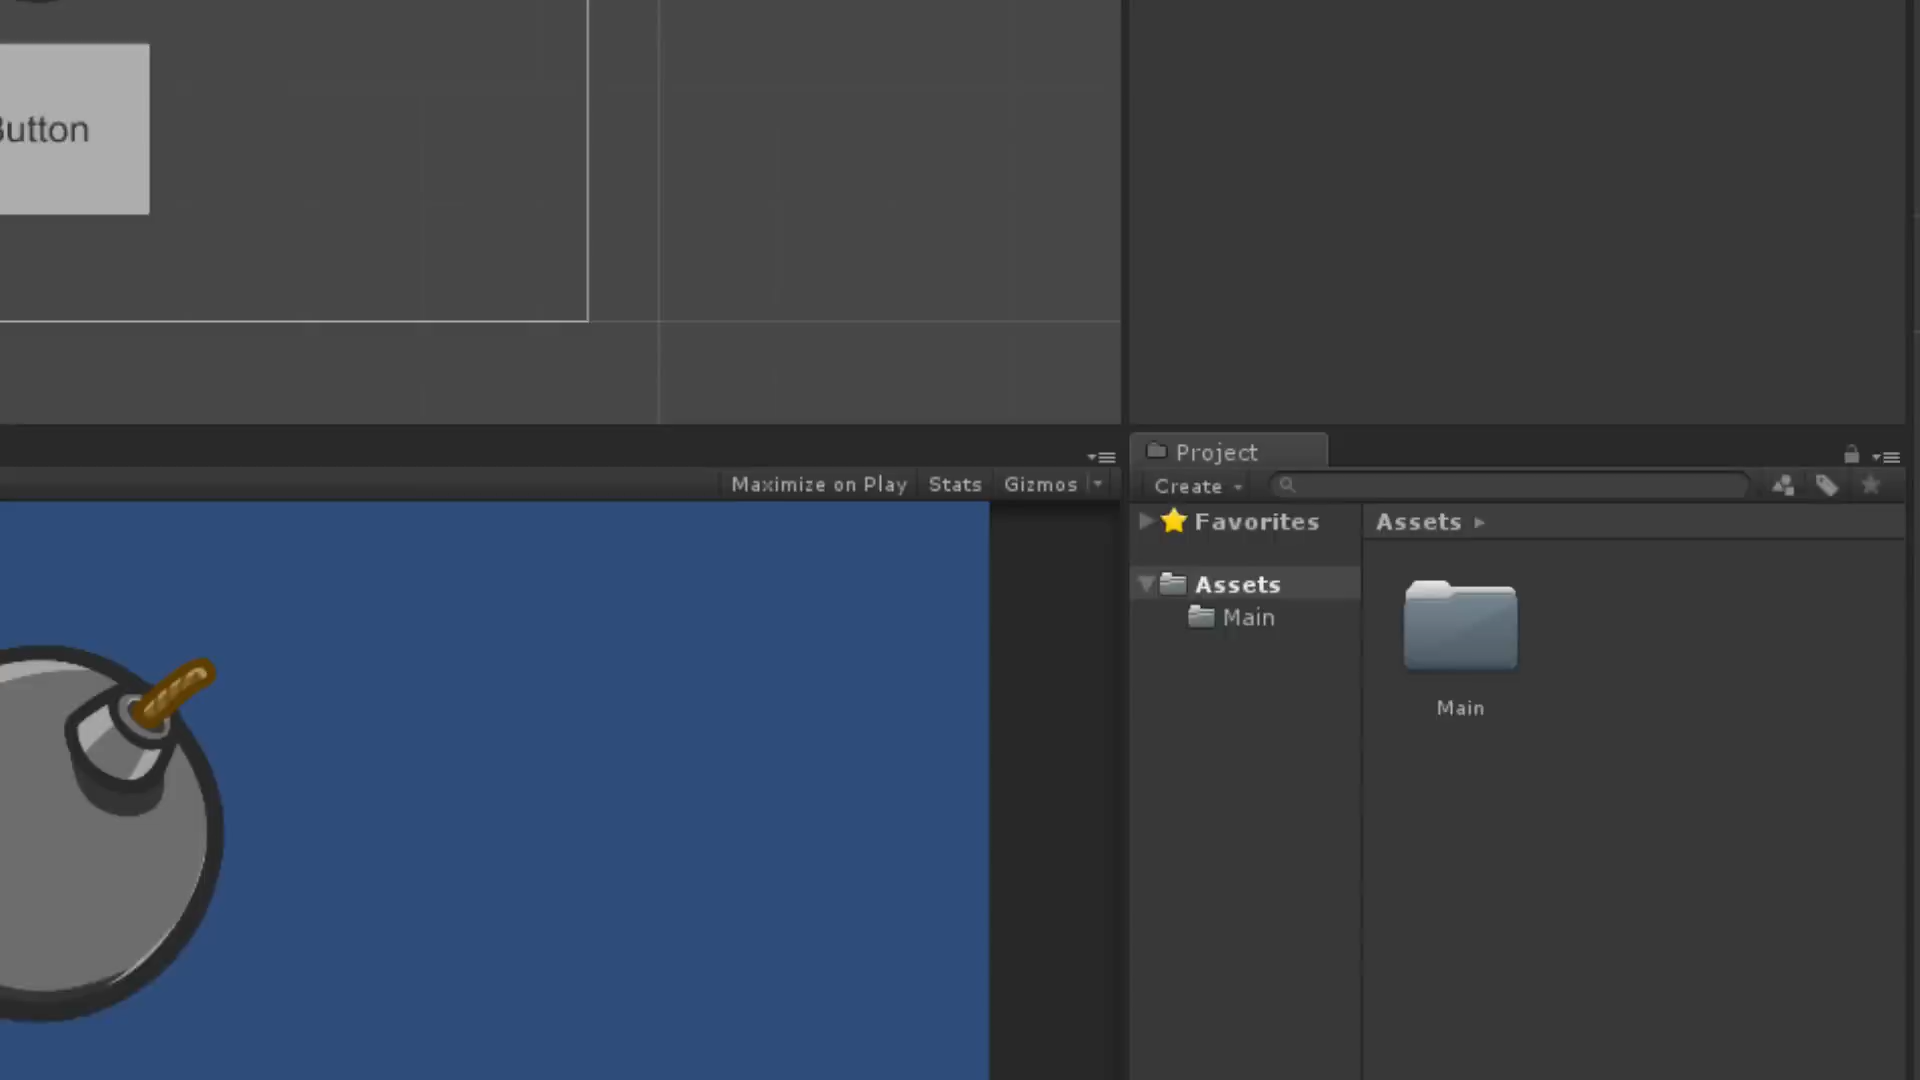 Button
Project
Maximize on Play Stats Gizmos
Create
Favorites
Assets
Assets
Main
Main